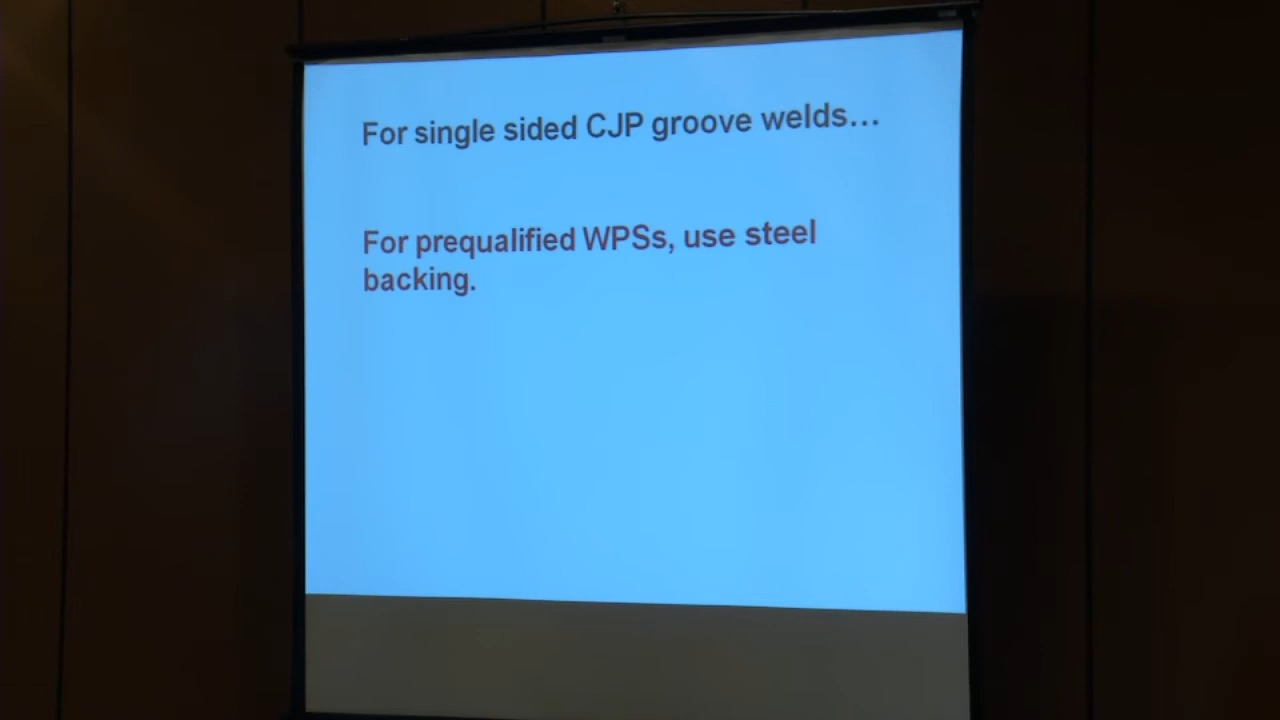 For single sided CJP groove welds…
For prequalified WPSs, use steel
backing.